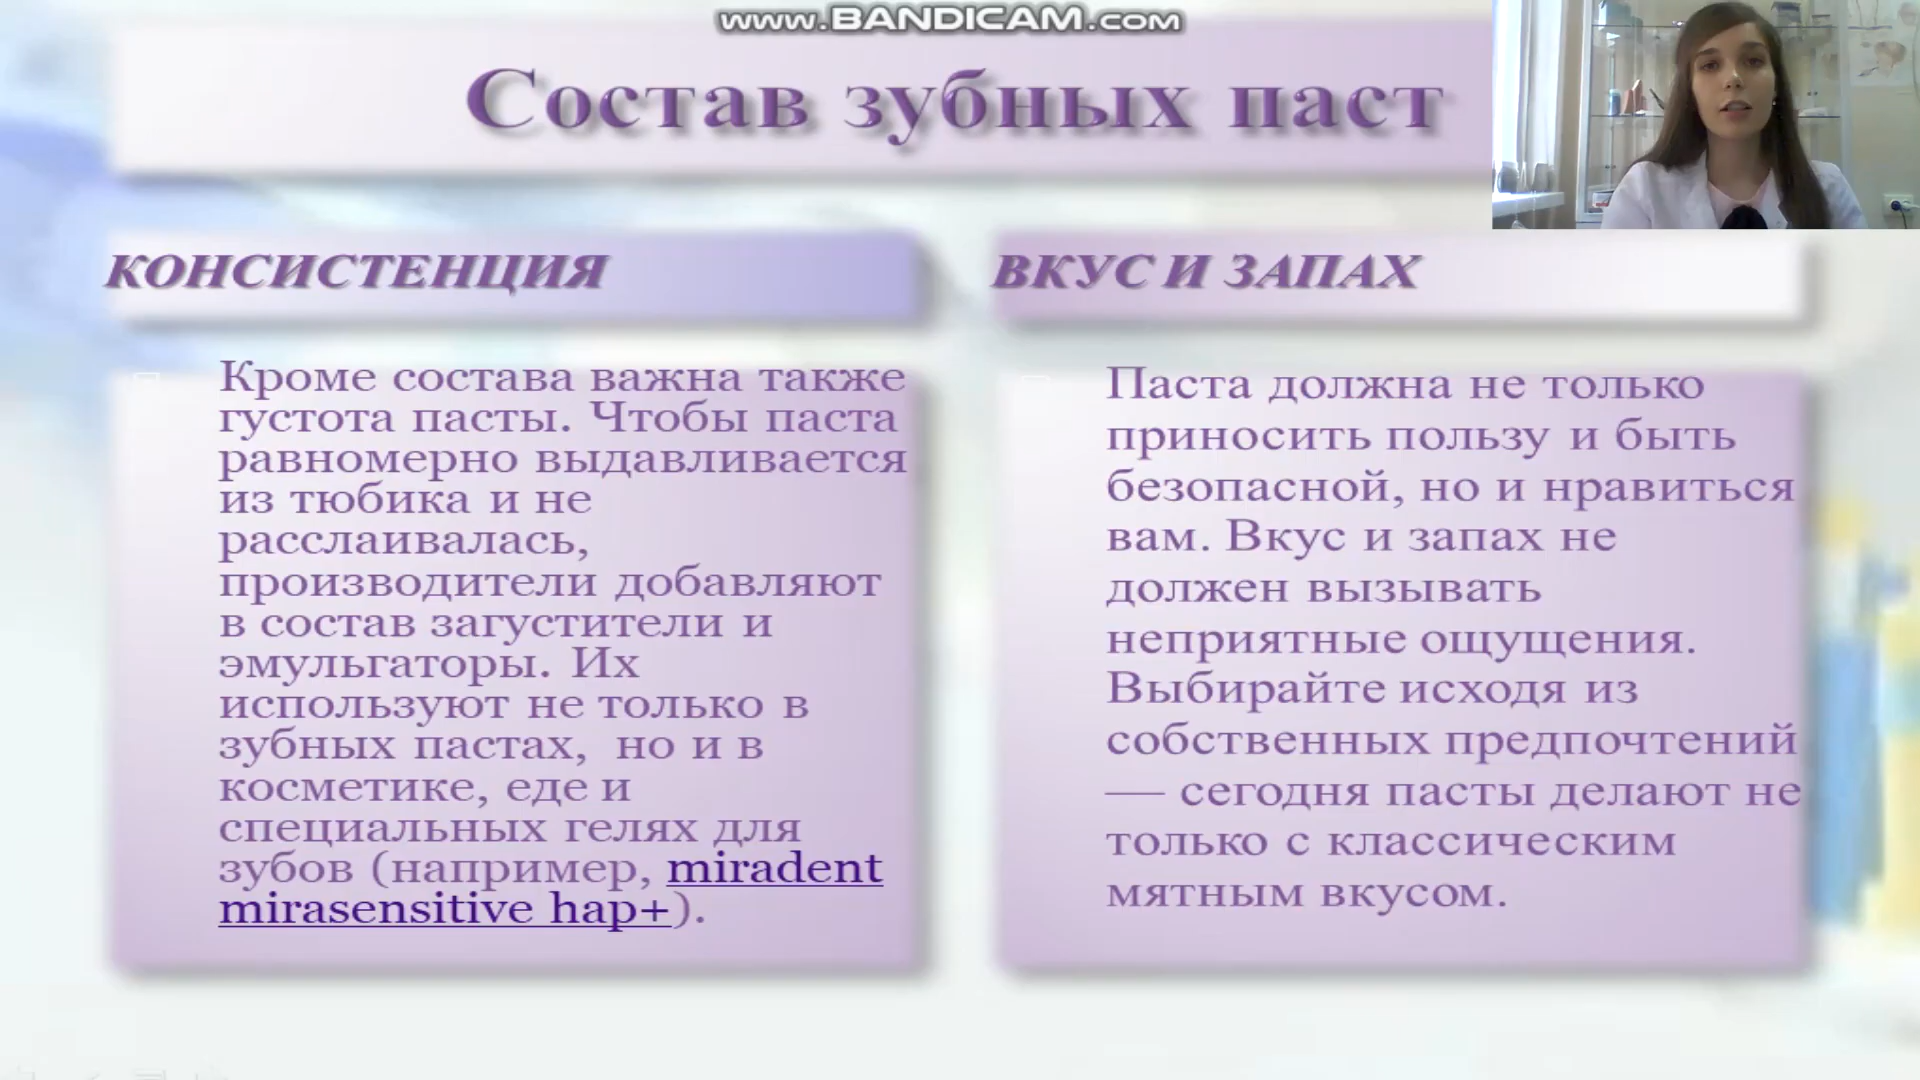 www.BANDICAM.com
Состав зубных паст
КОНСИСТЕНЦИЯ
Кроме состава важна также
густота пасты. Чтобы паста
равномерно выдавливается
из тюбика и не
расслаивалась,
производители добавляют
в состав загустители и
эмульгаторы. Их
используют не только в
зубных пастах, но и в
косметике, еде и
специальных гелях для
зубов (например, miradent
mirasensitive hap+).
ВКУС И ЗАПАХ
Паста должна не только
приносить пользу и быть
безопасной, но и нравиться
вам. Вкус и запах не
должен вызывать
неприятные ощущения.
Выбирайте исходя из
собственных предпочтений
— сегодня пасты делают не
только с классическим
мятным вкусом.